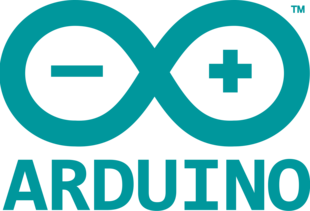 ™
− +
ARDUINO